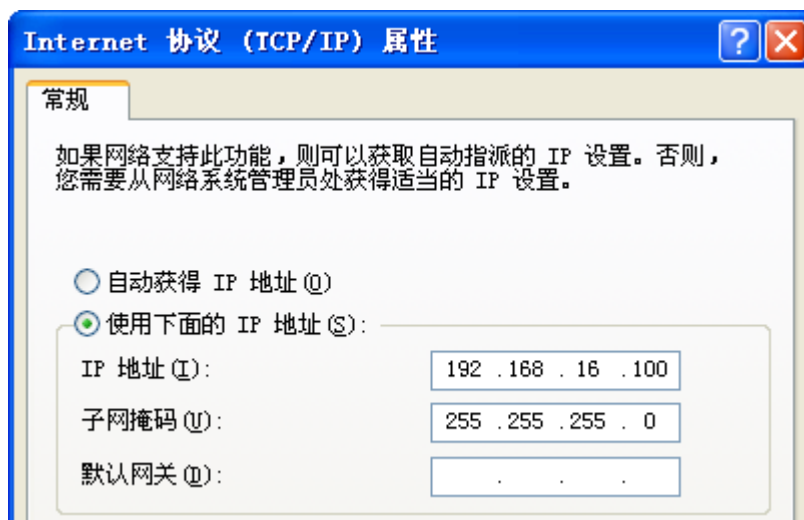 Internet 协议 (TCP/IP) 属性
常规
如果网络支持此功能，则可以获取自动指派的 IP 设置。否则，
您需要从网络系统管理员处获得适当的 IP 设置。
自动获得 IP 地址(O)
使用下面的 IP 地址(S):
IP 地址(I): 192 .168 . 16 .100
子网掩码(U): 255 .255 .255 . 0
默认网关(D): . . .